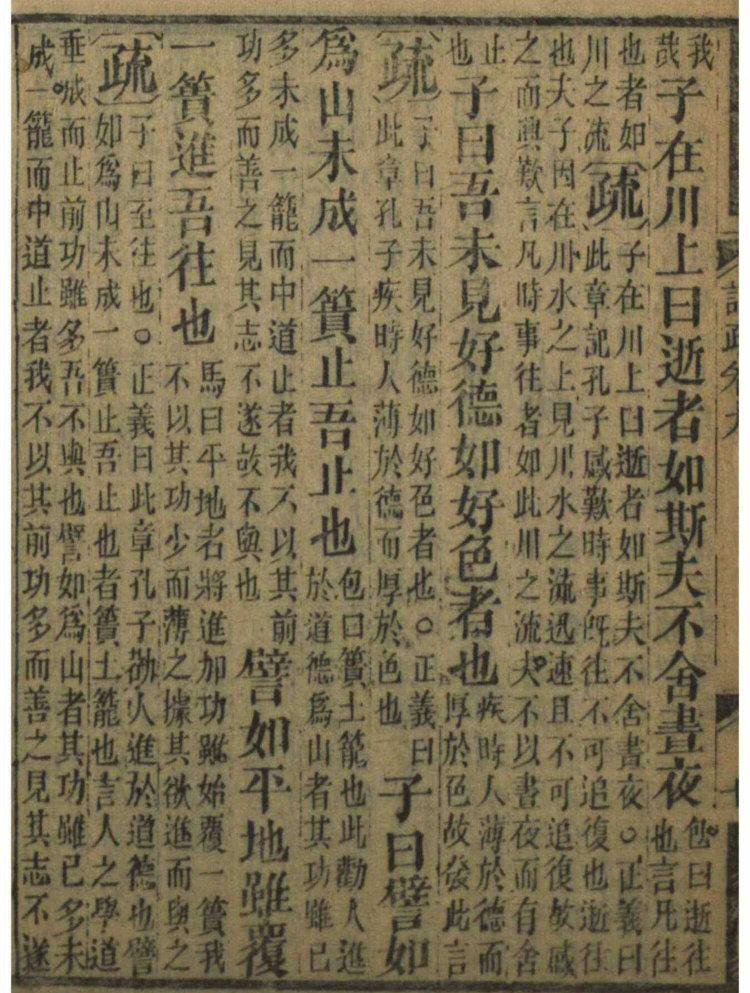 我哉子在川上曰逝者如斯夫不舍晝夜包曰逝往也言凡往
也者如川之流疏子在川上曰逝者如斯夫不舍晝夜○正義曰此章記孔子感歎時事既往不可追復也逝往
也夫子因在川水之上見川水之流迅速且不可追復故感之而興歎言凡時事往者如此川之流夫不以晝夜而有舍
止也子曰吾未見好德如好色者也疾時人薄於德而厚於色故發此言
疏子曰吾未見好德如好色者也○正義曰此章孔子疾時人薄於德而厚於色也子曰譬如
爲山未成一簣止吾止也包曰簣土籠也此勸人進於道德爲山者其功雖已
多未成一籠而中道止者我不以其前功多而善之見其志不遂故不與也譬如平地雖覆
一簣進吾往也馬曰平地者將進加功雖始覆一簣我不以其功少而薄之據其欲進而與之
疏子曰至往也○正義曰此章孔子勸人進於道德也譬如爲山未成一簣止吾止也者簣土籠也言人之學道
垂成而止前功雖多吾不與也譬如爲山者其功雖已多未成一籠而中道止者我不以其前功多而善之見其志不遂